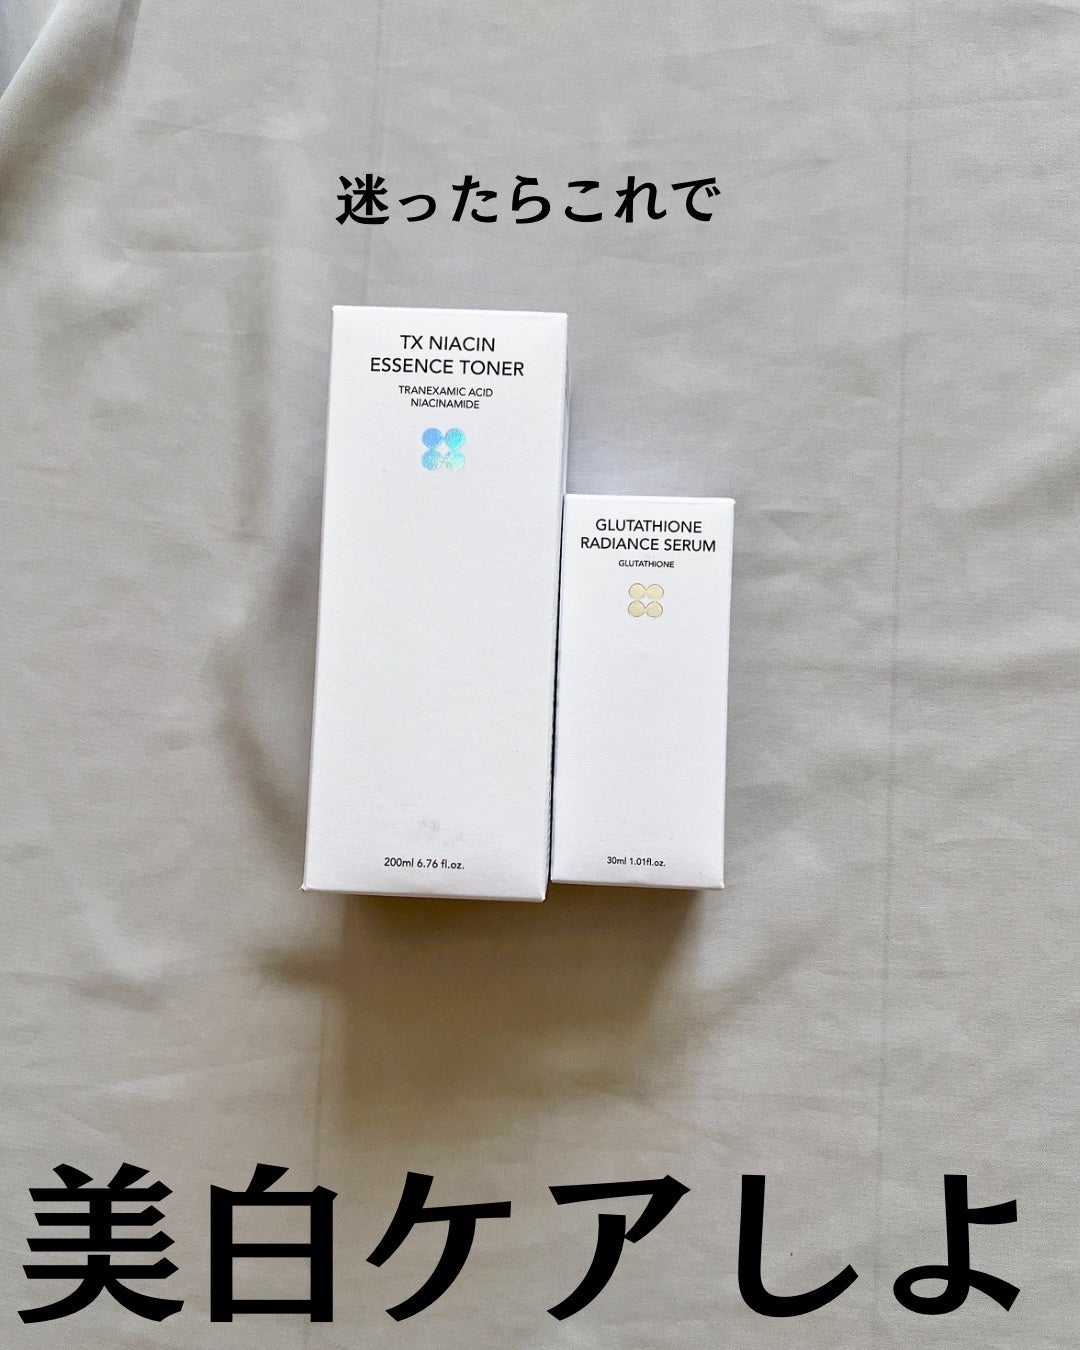 迷ったらこれで
TX NIACIN
ESSENCE TONER
TRANEXAMIC ACID
NIACINAMIDE
200ml 6.76 fl.oz.
GLUTATHIONE
RADIANCE SERUM
GLUTATHIONE
30ml 1.01fl.oz.
美白ケアしよ